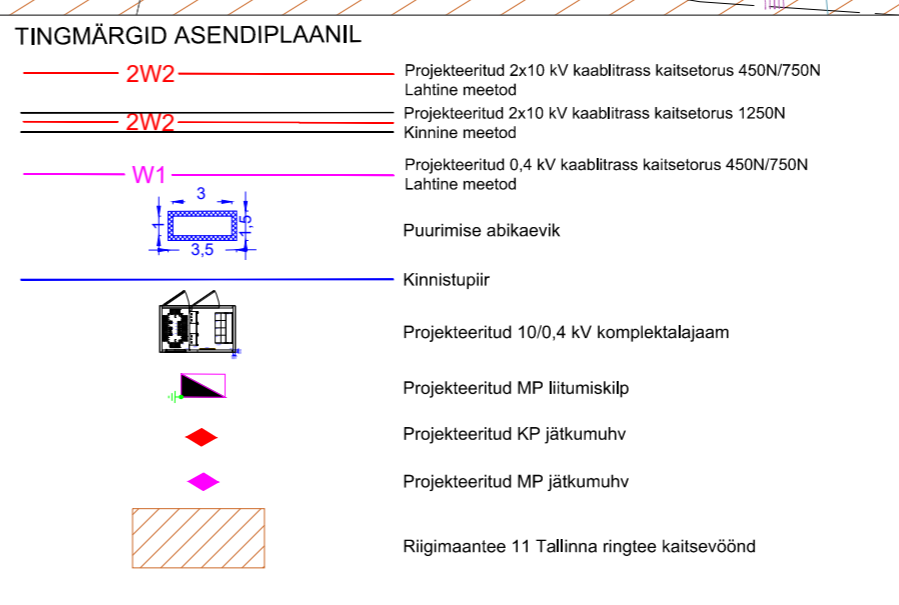 TINGMÄRGID ASENDIPLAANIL
2W2
Projekteeritud 2x10 kV kaablitrass kaitsetorus 450N/750N
Lahtine meetod
2W2
Projekteeritud 2x10 kV kaablitrass kaitsetorus 1250N
Kinnine meetod
W1
Projekteeritud 0,4 kV kaablitrass kaitsetorus 450N/750N
Lahtine meetod
3
1
1,5
3,5
Puurimise abikaevik
Kinnistupiir
Projekteeritud 10/0,4 kV komplektalajaam
Projekteeritud MP liitumiskilp
Projekteeritud KP jätkumuhv
Projekteeritud MP jätkumuhv
Riigimaantee 11 Tallinna ringtee kaitsevöönd